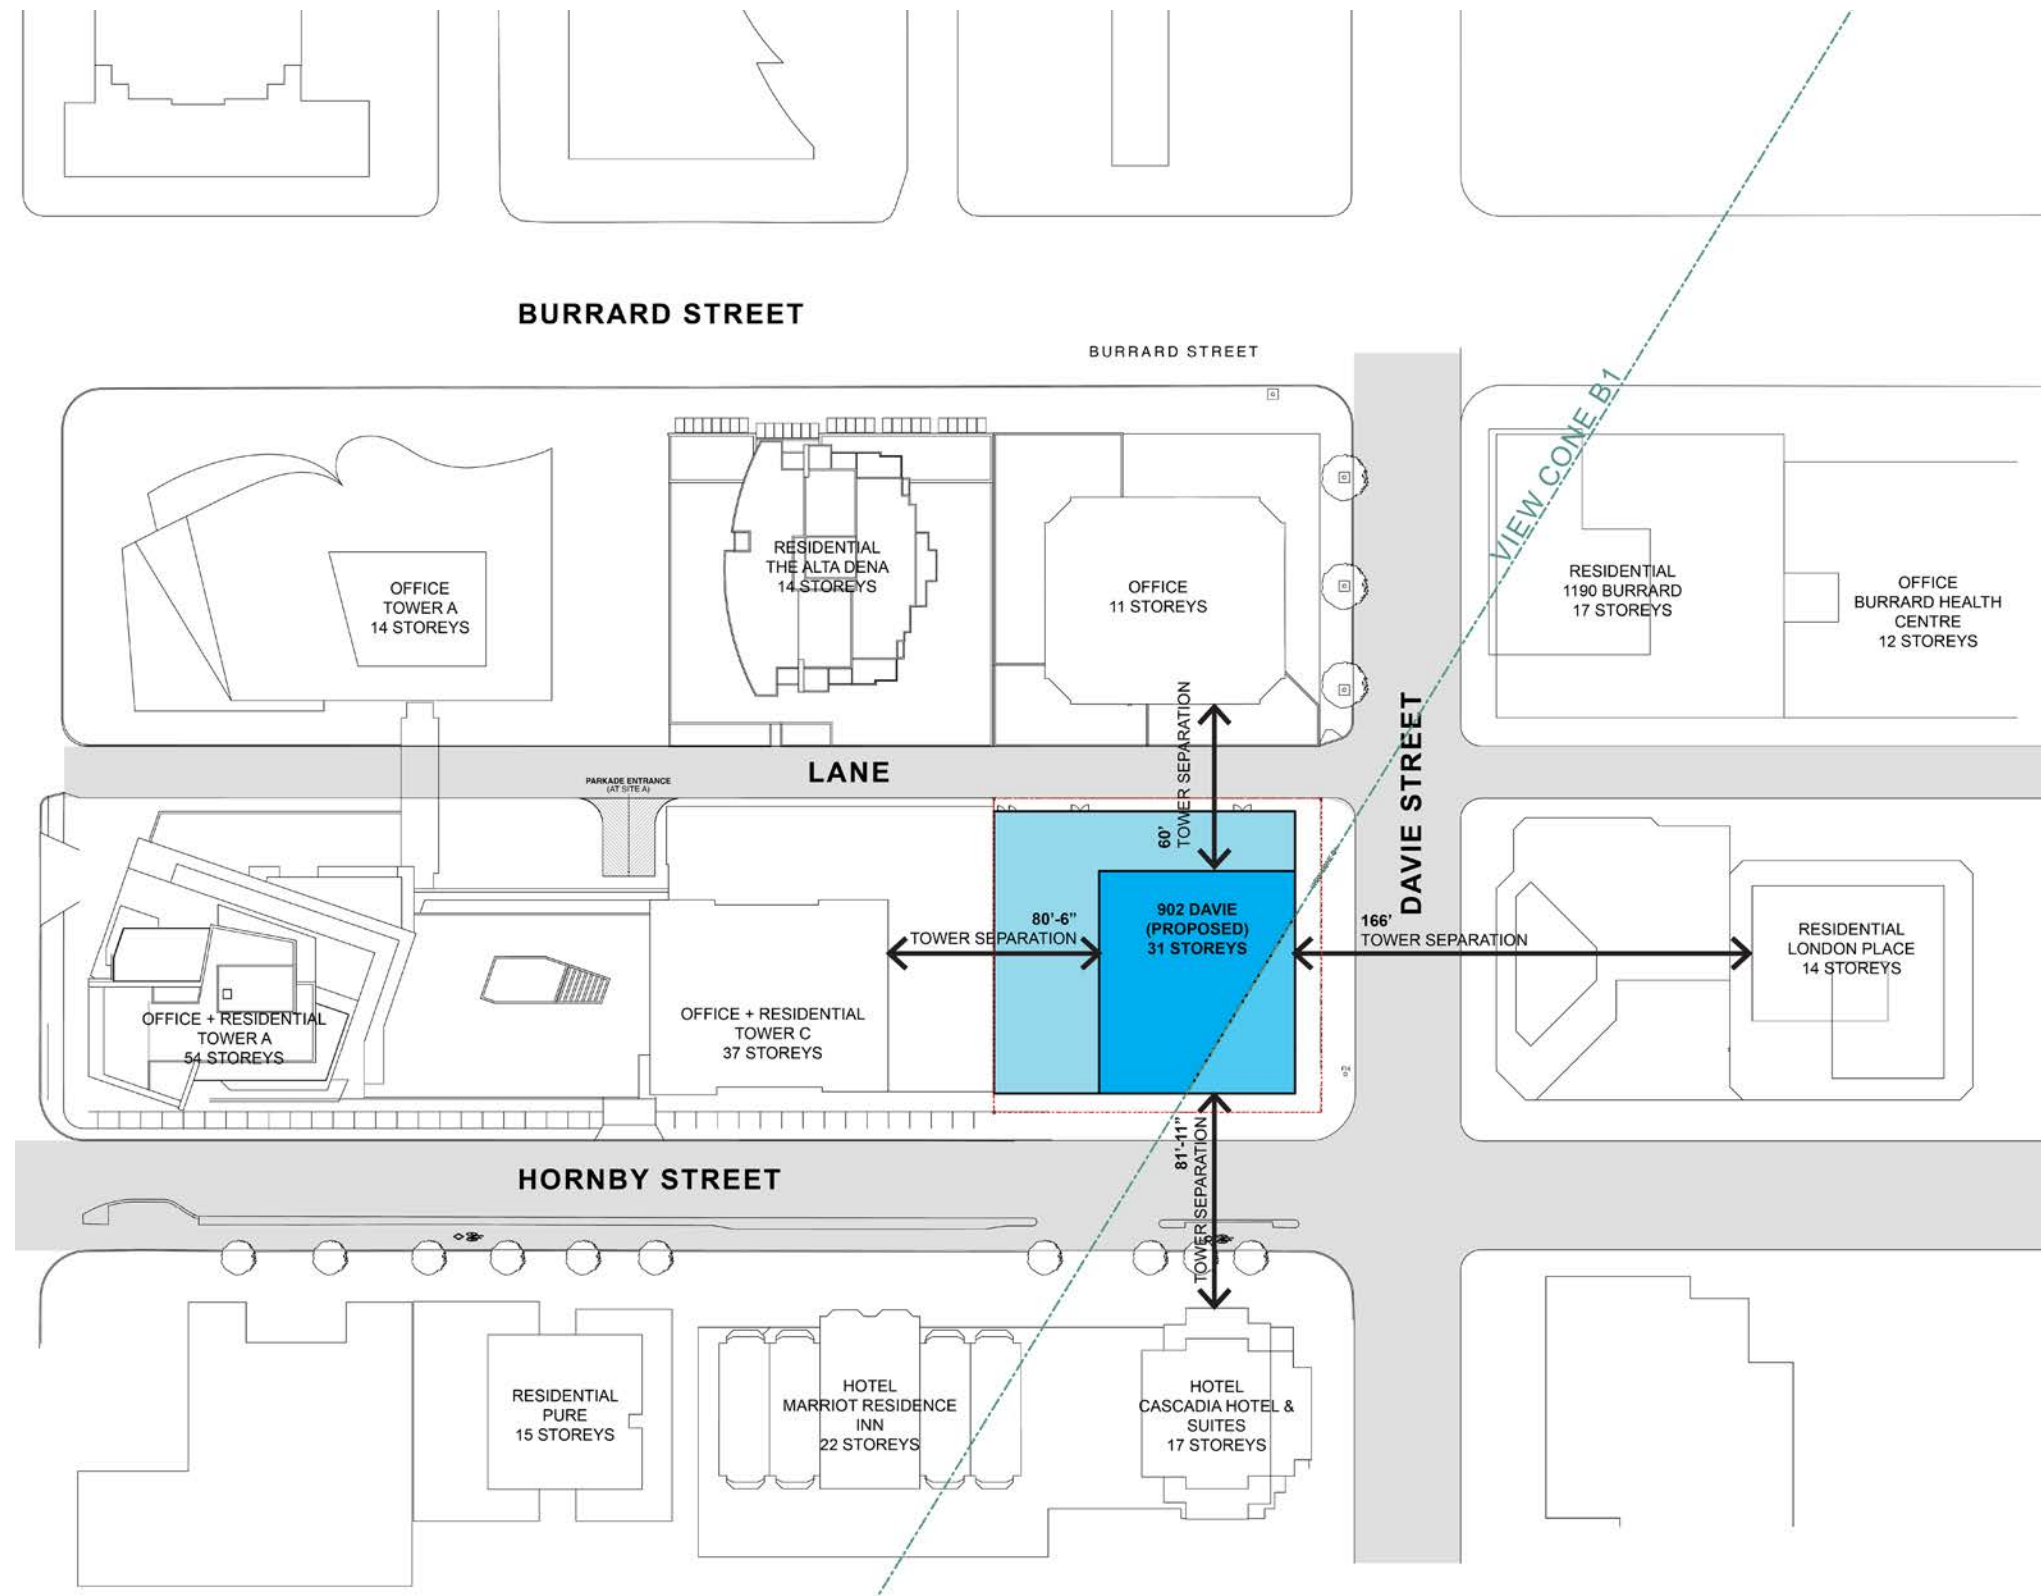 BURRARD STREET
BURRARD STREET
VIEW CONE B1
OFFICE
TOWER A
14 STOREYS
RESIDENTIAL
THE ALTA DENA
14 STOREYS
OFFICE
11 STOREYS
RESIDENTIAL
1190 BURRARD
17 STOREYS
OFFICE
BURRARD HEALTH
CENTRE
12 STOREYS
LANE
PARKADE ENTRANCE
(AT SITE A)
60'
TOWER SEPARATION
DAVIE STREET
OFFICE + RESIDENTIAL
TOWER A
54 STOREYS
OFFICE + RESIDENTIAL
TOWER C
37 STOREYS
80'-6"
TOWER SEPARATION
902 DAVIE
(PROPOSED)
31 STOREYS
166'
TOWER SEPARATION
RESIDENTIAL
LONDON PLACE
14 STOREYS
81'-11"
TOWER SEPARATION
HORNBY STREET
RESIDENTIAL
PURE
15 STOREYS
HOTEL
MARRIOT RESIDENCE
INN
22 STOREYS
HOTEL
CASCADIA HOTEL &
SUITES
17 STOREYS